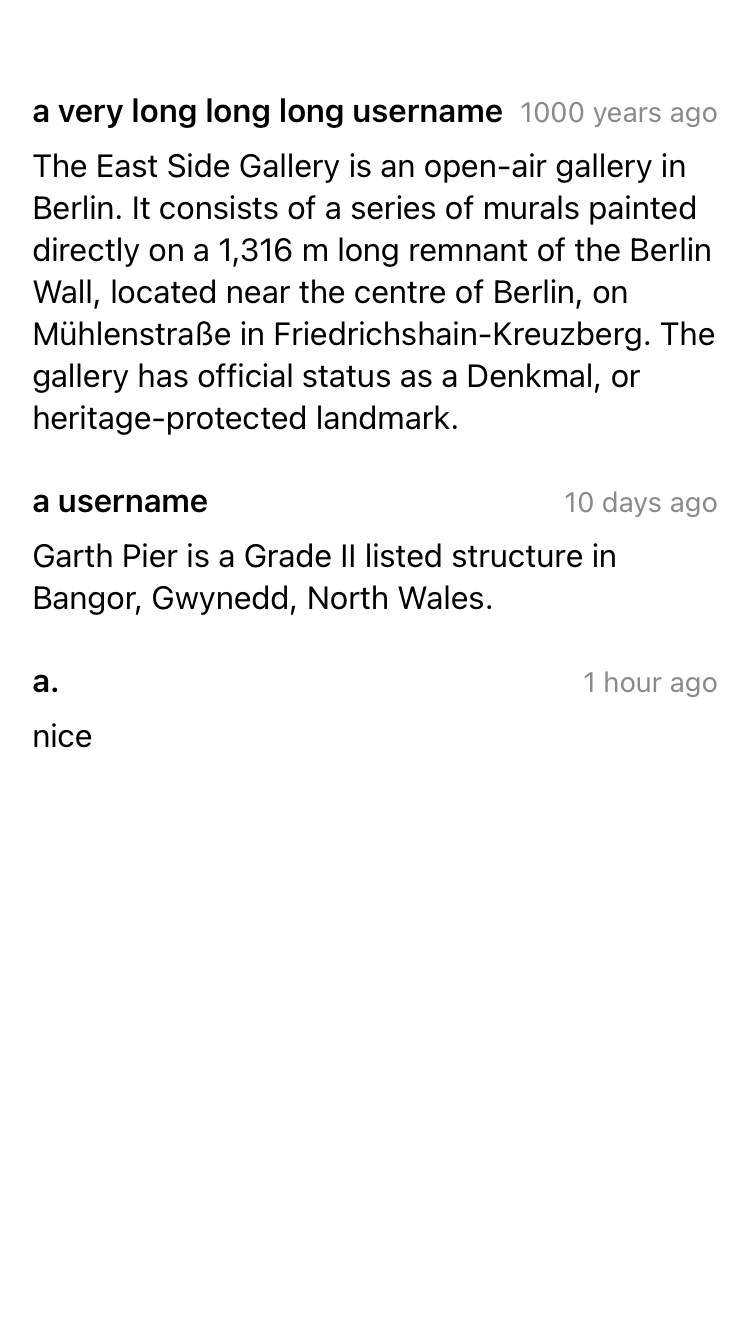 a very long long long username 1000 years ago
The East Side Gallery is an open-air gallery in
Berlin. It consists of a series of murals painted
directly on a 1,316 m long remnant of the Berlin
Wall, located near the centre of Berlin, on
Mühlenstraße in Friedrichshain-Kreuzberg. The
gallery has official status as a Denkmal, or
heritage-protected landmark.
a username 10 days ago
Garth Pier is a Grade II listed structure in
Bangor, Gwynedd, North Wales.
a. 1 hour ago
nice